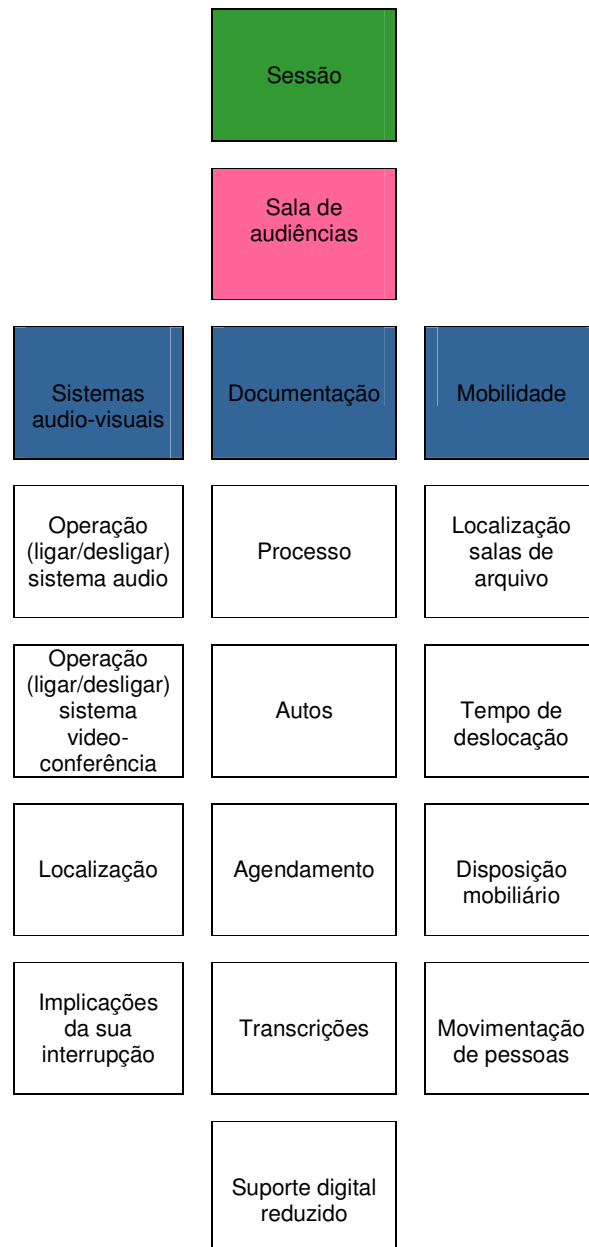 Sessão
Sala de
audiências
Sistemas
audio-visuais
Documentação
Mobilidade
Operação
(ligar/desligar)
sistema audio
Processo
Localização
salas de
arquivo
Operação
(ligar/desligar)
sistema
video-
conferência
Autos
Tempo de
deslocação
Localização
Agendamento
Disposição
mobiliário
Implicações
da sua
interrupção
Transcrições
Movimentação
de pessoas
Suporte digital
reduzido